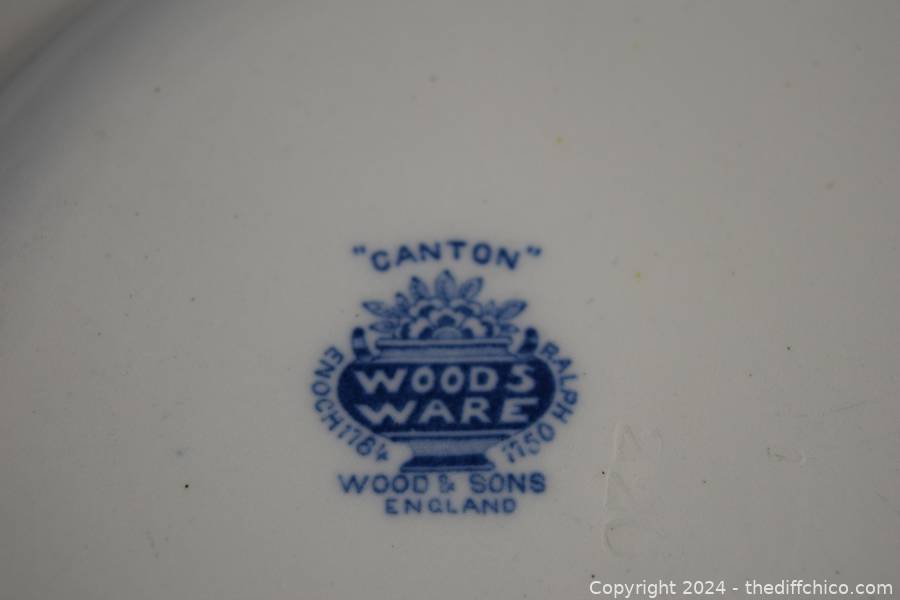 "CANTON"
ENOCH 1784
WOODS
WARE
RALPH 1750
WOOD & SONS
ENGLAND
Copyright 2024 - thediffchico.com